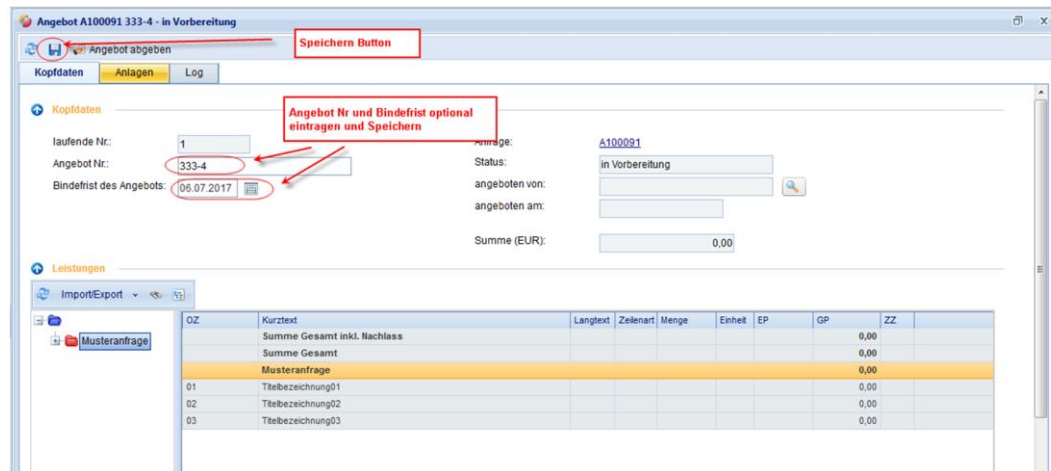 Angebot A100091 333-4 - in Vorbereitung
Speichern Button
Angebot abgeben
Kopfdaten Anlagen Log
Kopfdaten
Angebot Nr und Bindefrist optional
eintragen und Speichern
laufende Nr.: 1
Anfrage: A100091
Angebot Nr.: 333-4
Status: in Vorbereitung
Bindefrist des Angebots: 06.07.2017
angeboten von:
angeboten am:
Summe (EUR): 0,00
Leistungen
Import/Export
OZ Kurztext Langtext Zeilenart Menge Einheit EP GP ZZ
Musteranfrage
Summe Gesamt inkl. Nachlass 0,00
Summe Gesamt 0,00
Musteranfrage 0,00
01 Titelbezeichnung01 0,00
02 Titelbezeichnung02 0,00
03 Titelbezeichnung03 0,00